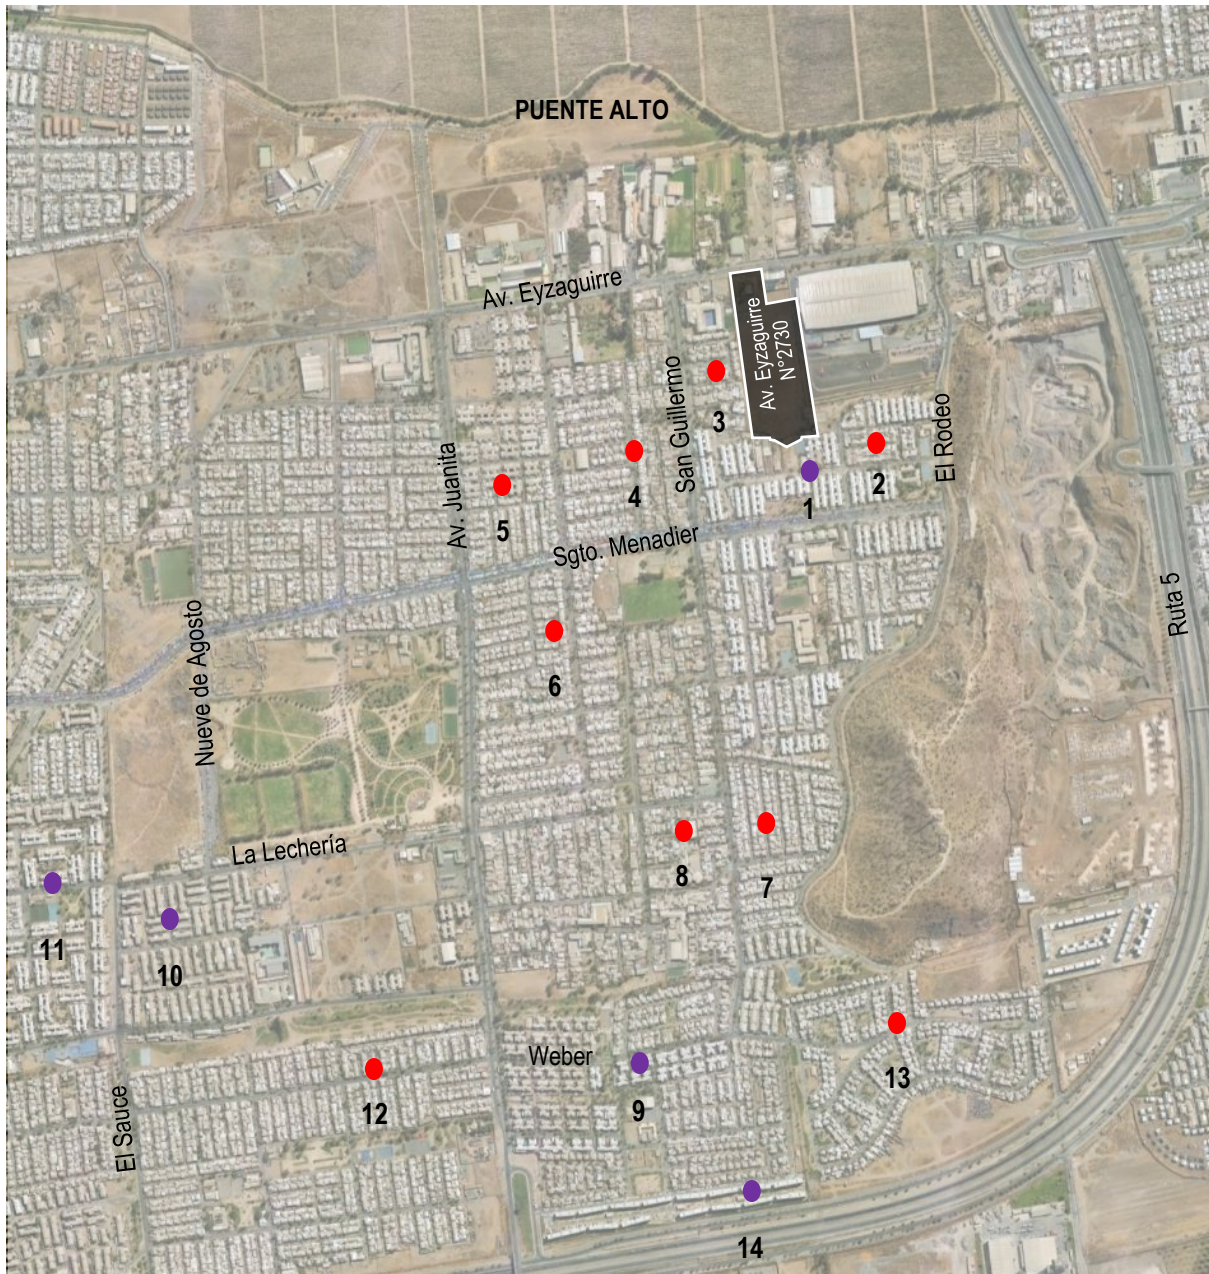 PUENTE ALTO
Av. Eyzaguirre
Av. Eyzaguirre
N°2730
San Guillermo
3
El Rodeo
4
2
Av. Juanita
1
5
Sgto. Menadier
Ruta 5
Nueve de Agosto
6
La Lechería
8
7
11
10
Weber
13
9
12
El Sauce
14